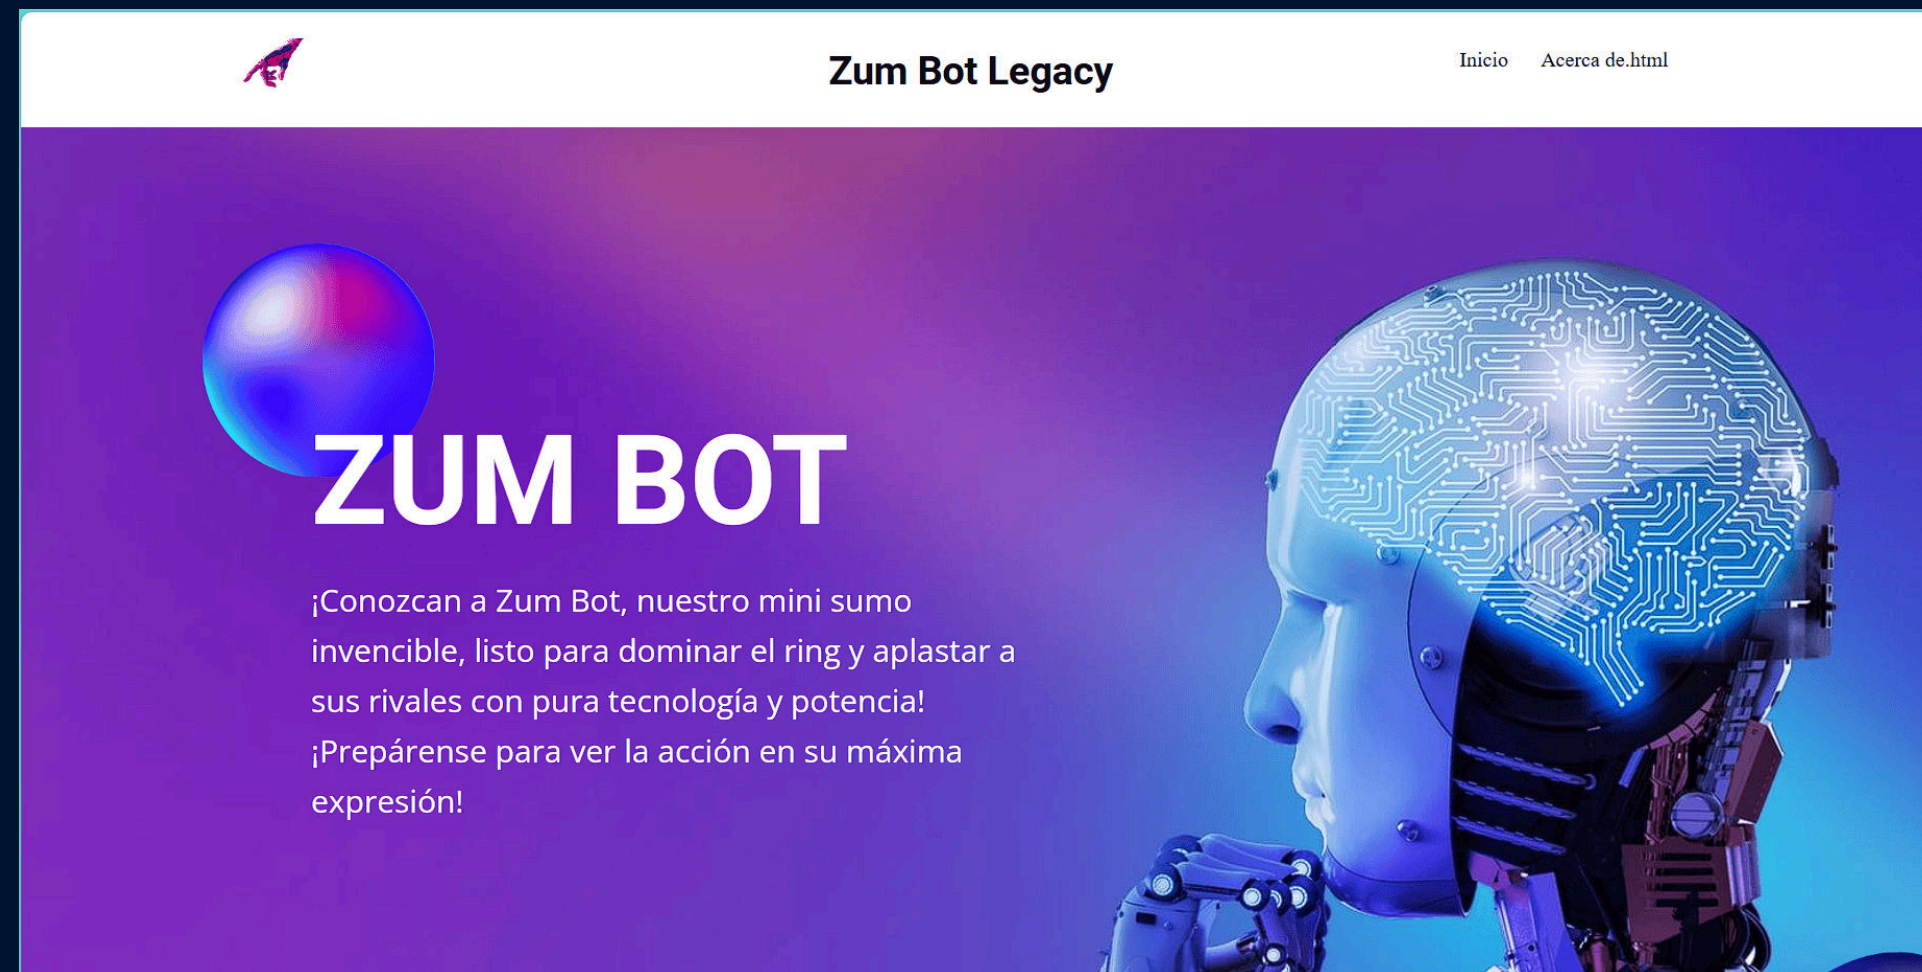 Zum Bot Legacy
Inicio Acerca de.html
ZUM BOT
¡Conozcan a Zum Bot, nuestro mini sumo
invencible, listo para dominar el ring y aplastar a
sus rivales con pura tecnología y potencia!
¡Prepárense para ver la acción en su máxima
expresión!